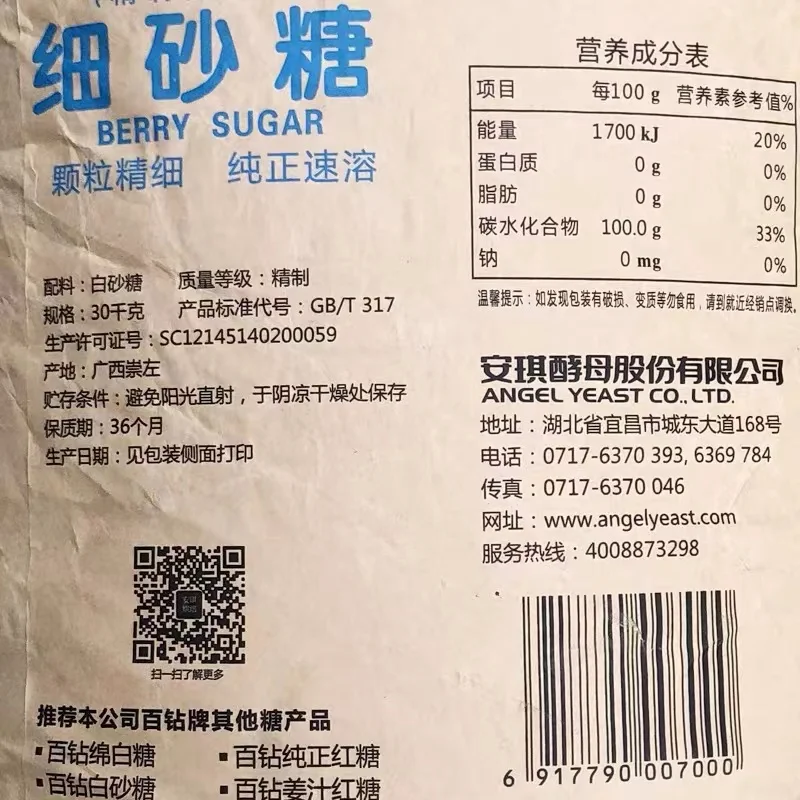 细砂糖
BERRY SUGAR
颗粒精细 纯正速溶
配料：白砂糖 质量等级：精制
规格：30千克 产品标准代号：GB/T 317
生产许可证号：SC12145140200059
产地：广西崇左
贮存条件：避免阳光直射，于阴凉干燥处保存
保质期：36个月
生产日期：见包装侧面打印
扫一扫了解更多
推荐本公司百钻牌其他糖产品
▪百钻绵白糖 ▪百钻纯正红糖
▪百钻白砂糖 ▪百钻姜汁红糖
营养成分表
项目 每100 g 营养素参考值%
能量 1700 kJ 20%
蛋白质 0 g 0%
脂肪 0 g 0%
碳水化合物 100.0 g 33%
钠 0 mg 0%
温馨提示：如发现包装有破损、变质等勿食用，请到就近经销点调换。
安琪酵母股份有限公司
ANGEL YEAST CO., LTD.
地址：湖北省宜昌市城东大道168号
电话：0717-6370 393, 6369 784
传真：0717-6370 046
网址：www.angelyeast.com
服务热线：4008873298
6 917790 007000